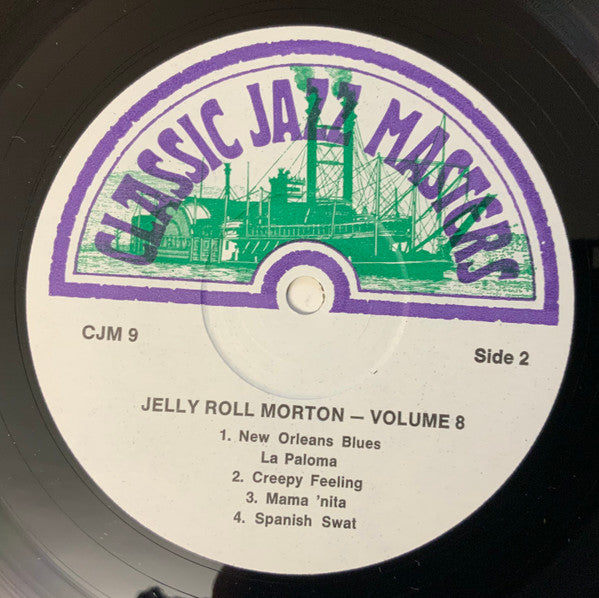 CLASSIC JAZZ MASTERS
CJM 9
Side 2
JELLY ROLL MORTON — VOLUME 8
1. New Orleans Blues
La Paloma
2. Creepy Feeling
3. Mama 'nita
4. Spanish Swat